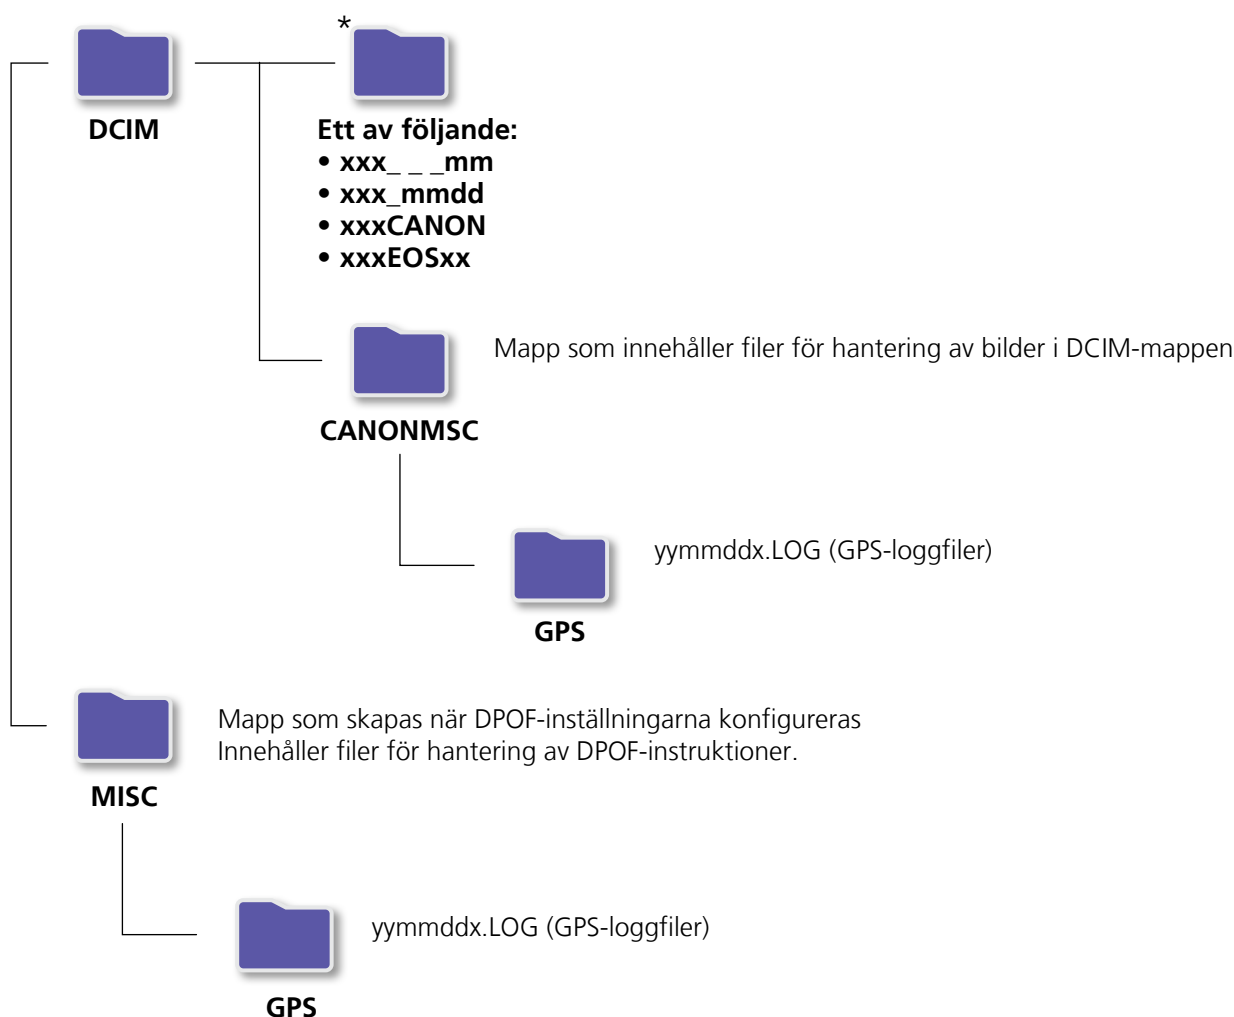 *
DCIM
Ett av följande:
• xxx_ _ _mm
• xxx_mmdd
• xxxCANON
• xxxEOSxx
Mapp som innehåller filer för hantering av bilder i DCIM-mappen
CANONMSC
yymmddx.LOG (GPS-loggfiler)
GPS
Mapp som skapas när DPOF-inställningarna konfigureras
Innehåller filer för hantering av DPOF-instruktioner.
MISC
yymmddx.LOG (GPS-loggfiler)
GPS